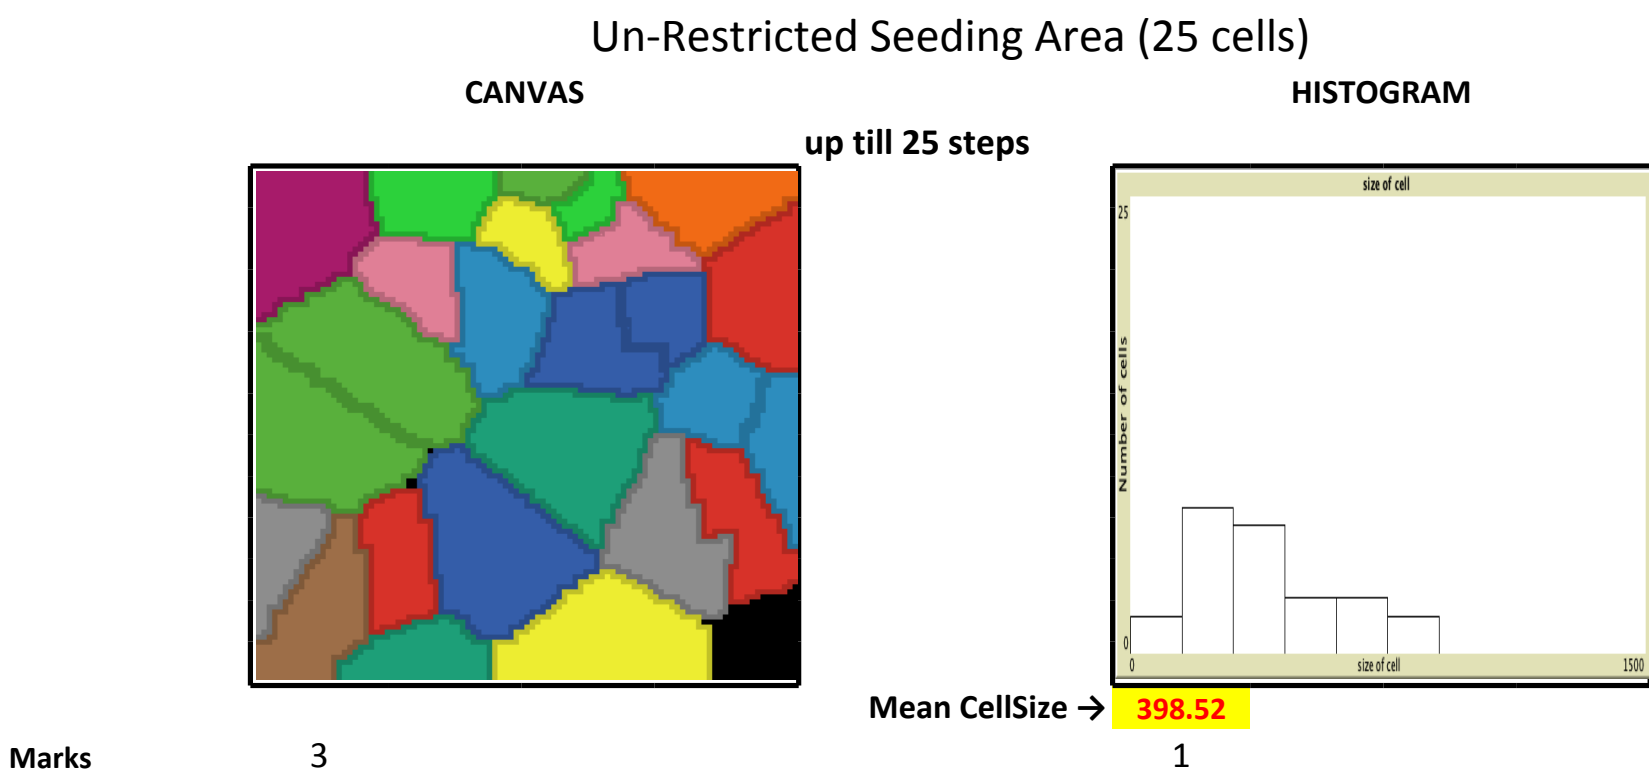 Un-Restricted Seeding Area (25 cells)
CANVAS
HISTOGRAM
up till 25 steps
size of cell
25
Number of cells
0
0
size of cell
1500
Mean CellSize → 398.52
Marks
3
1